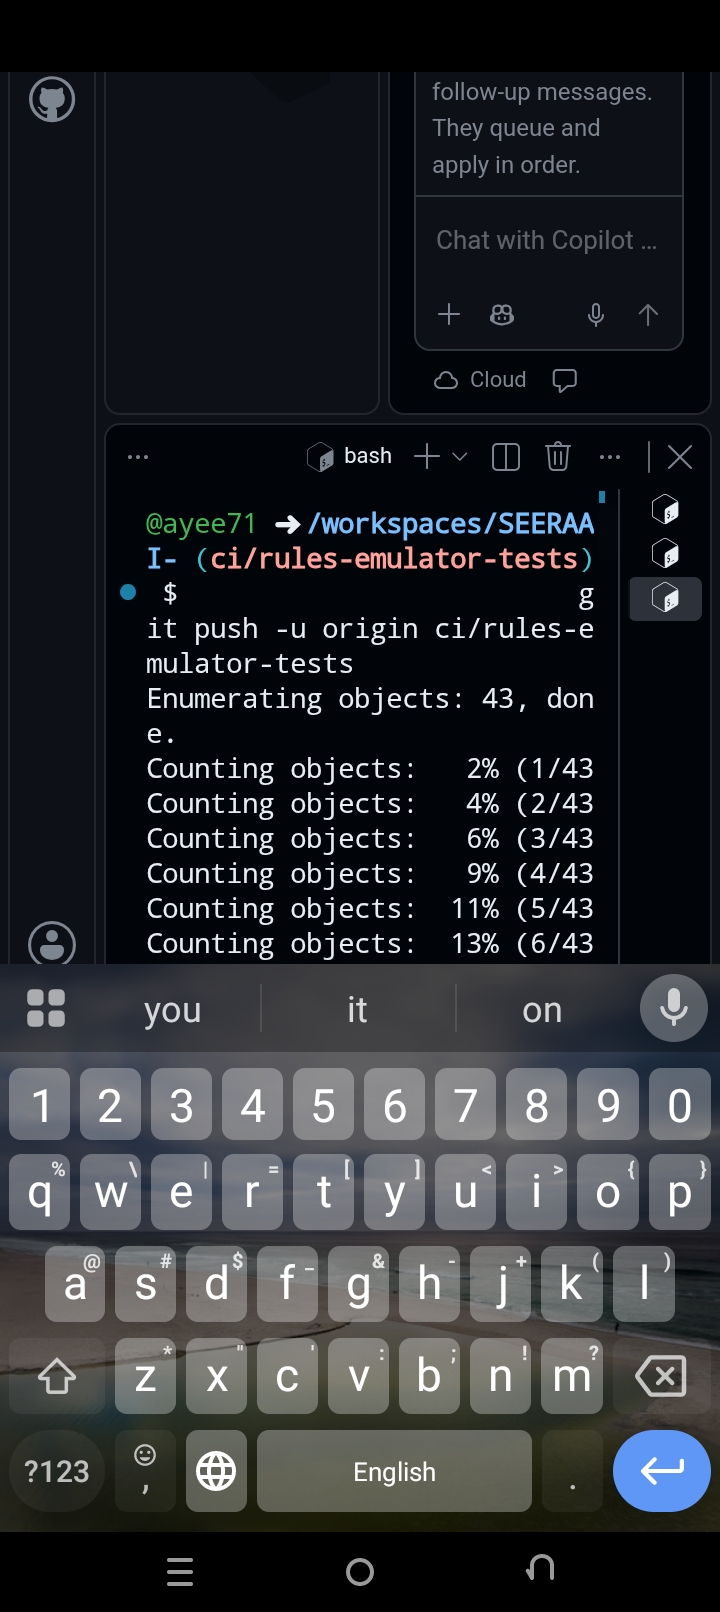 follow-up messages.
They queue and
apply in order.
Chat with Copilot ...
Cloud
bash
@ayee71 ➜ /workspaces/SEERAA
I- (ci/rules-emulator-tests)
$ g
it push -u origin ci/rules-e
mulator-tests
Enumerating objects: 43, don
e.
Counting objects: 2% (1/43
Counting objects: 4% (2/43
Counting objects: 6% (3/43
Counting objects: 9% (4/43
Counting objects: 11% (5/43
Counting objects: 13% (6/43
you it on
1 2 3 4 5 6 7 8 9 0
% \ | = [ ] < > { }
q w e r t y u i o p
@ # $ _ & - + ( )
a s d f g h j k l
* " ' : ; ! ?
z x c v b n m
?123 , English .